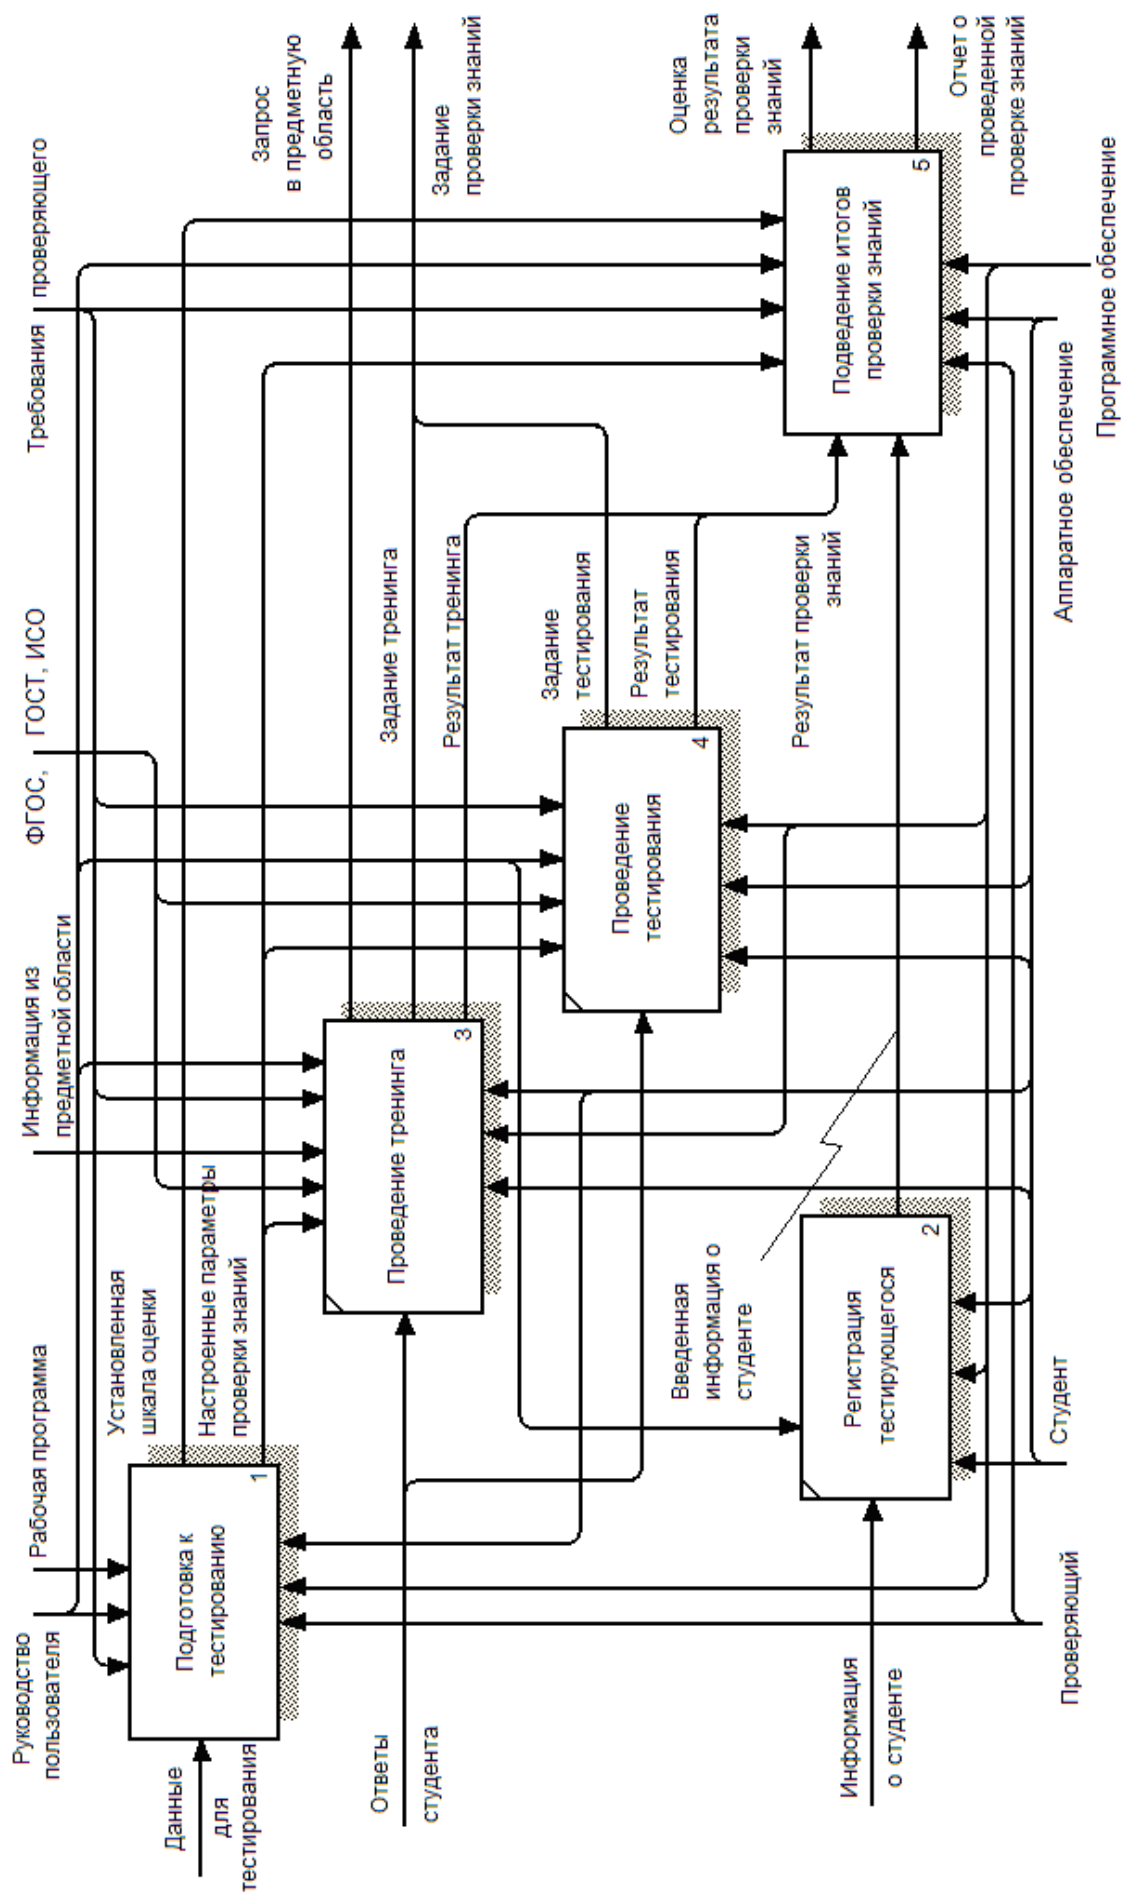 Руководство
пользователя
Рабочая программа
Информация из
предметной области
ФГОС, ГОСТ, ИСО
Требования проверяющего
Данные
для
тестирования
Подготовка к
тестированию
1
Установленная
шкала оценки
Настроенные параметры
проверки знаний
Запрос
в предметную
область
Задание
проверки знаний
Ответы
студента
Проведение тренинга
3
Задание тренинга
Результат тренинга
Проведение
тестирования
4
Задание
тестирования
Результат
тестирования
Результат проверки
знаний
Введенная
информация о
студенте
Информация
о студенте
Регистрация
тестирующегося
2
Подведение итогов
проверки знаний
5
Оценка
результата
проверки
знаний
Отчет о
проведенной
проверке знаний
Проверяющий
Студент
Аппаратное обеспечение
Программное обеспечение